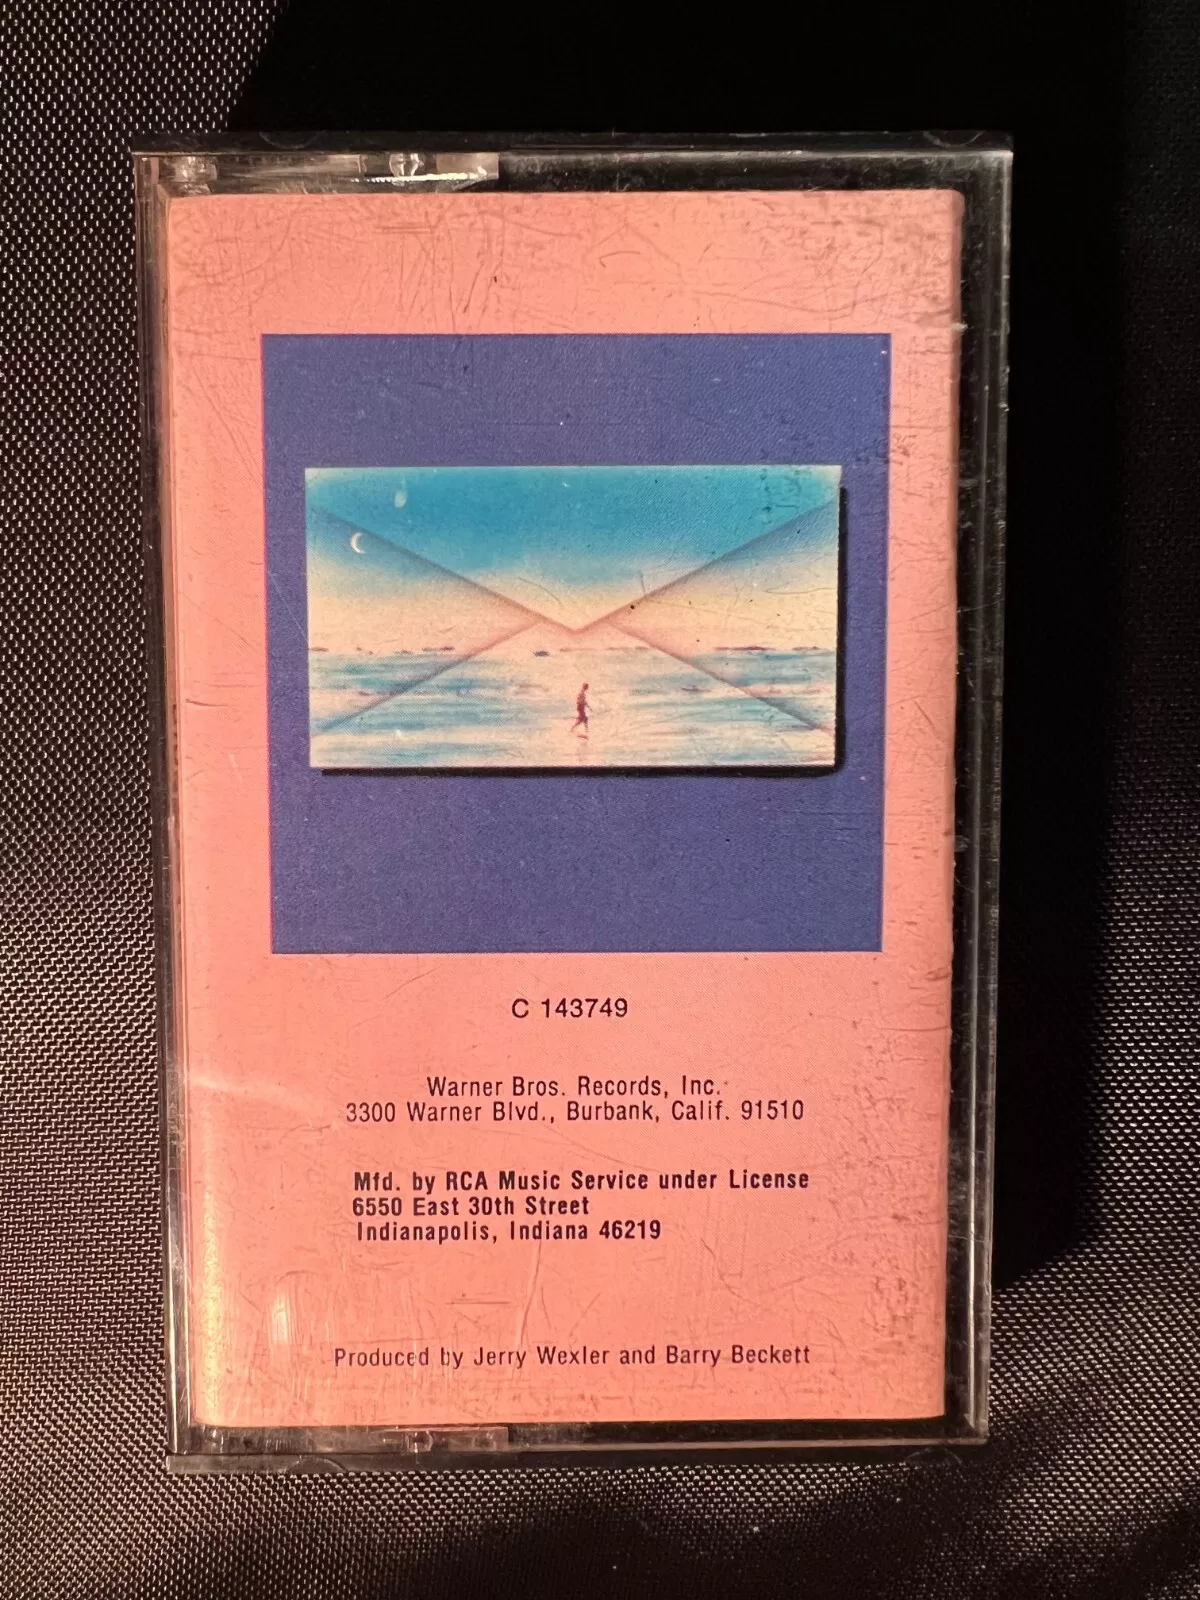 C 143749
Warner Bros. Records, Inc.
3300 Warner Blvd., Burbank, Calif. 91510
Mfd. by RCA Music Service under License
6550 East 30th Street
Indianapolis, Indiana 46219
Produced by Jerry Wexler and Barry Beckett